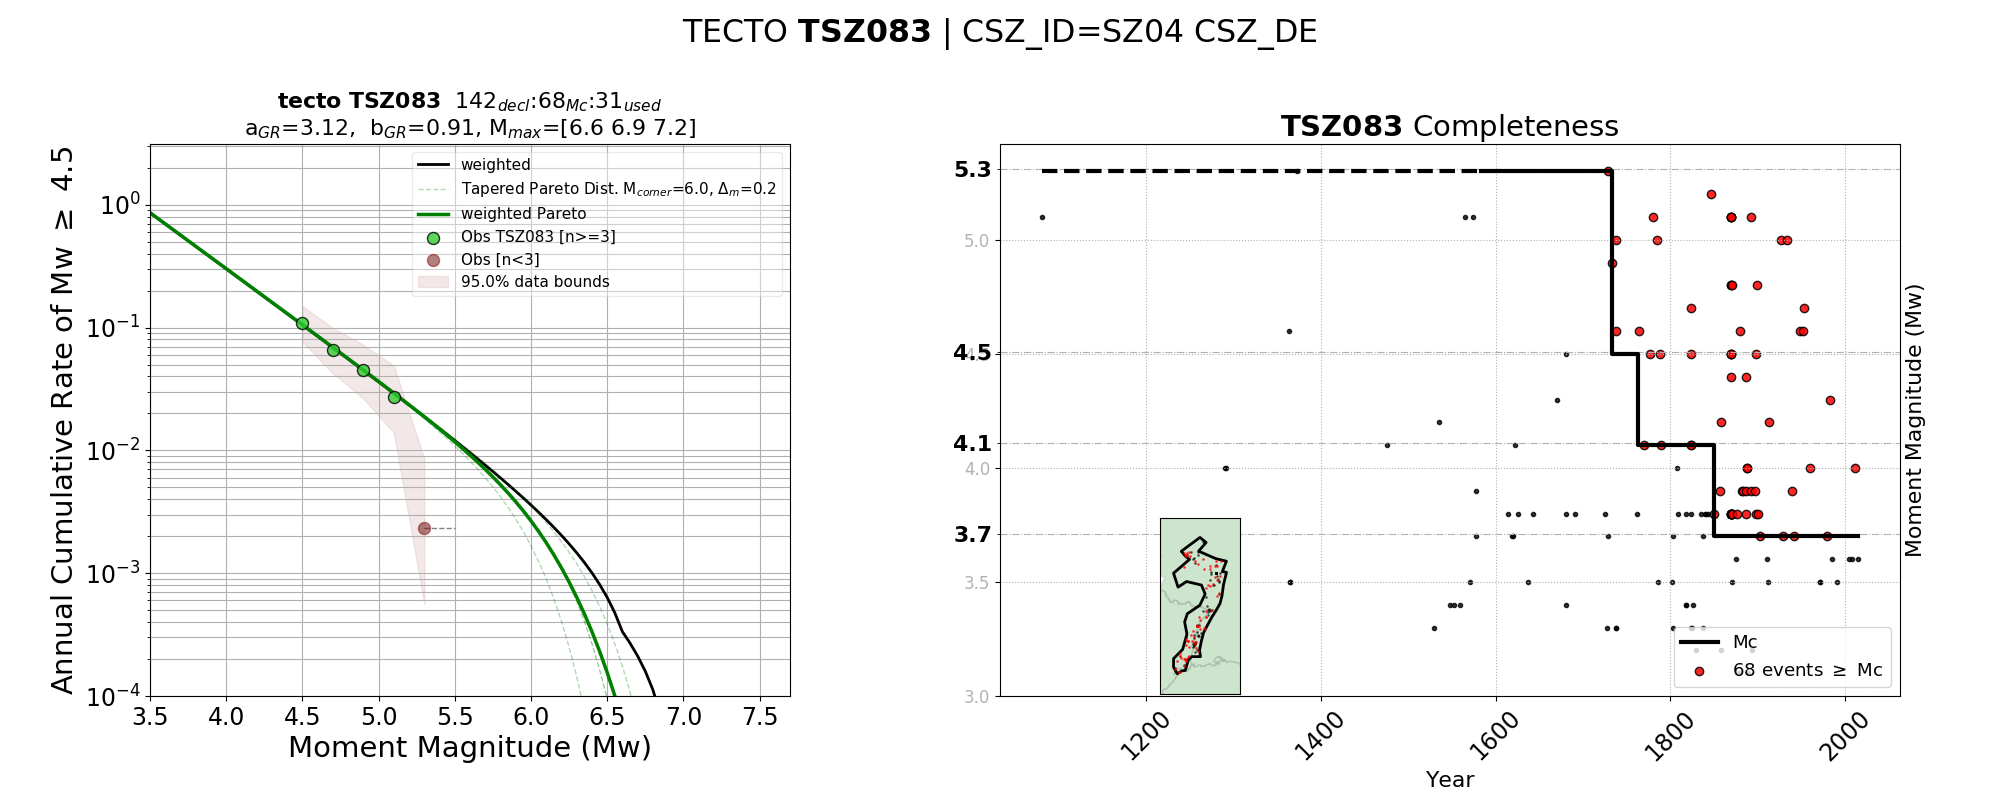 TECTO TSZ083 | CSZ_ID=SZ04 CSZ_DE
tecto TSZ083 142decl:68Mc:31used
aGR=3.12, bGR=0.91, Mmax=[6.6 6.9 7.2]
Annual Cumulative Rate of Mw ≥ 4.5
10^0
10^−1
10^−2
10^−3
10^−4
weighted
Tapered Pareto Dist. Mcorner=6.0, Δm=0.2
weighted Pareto
Obs TSZ083 [n>=3]
Obs [n<3]
95.0% data bounds
3.5 4.0 4.5 5.0 5.5 6.0 6.5 7.0 7.5
Moment Magnitude (Mw)
TSZ083 Completeness
5.3
5.0
4.5
4.1
4.0
3.7
3.5
3.0
Moment Magnitude (Mw)
Mc
68 events ≥ Mc
1200 1400 1600 1800 2000
Year